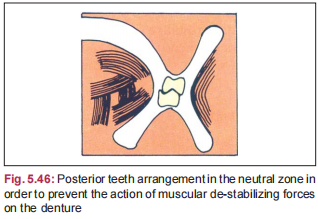 Fig. 5.46: Posterior teeth arrangement in the neutral zone in
order to prevent the action of muscular de-stabilizing forces
on the denture